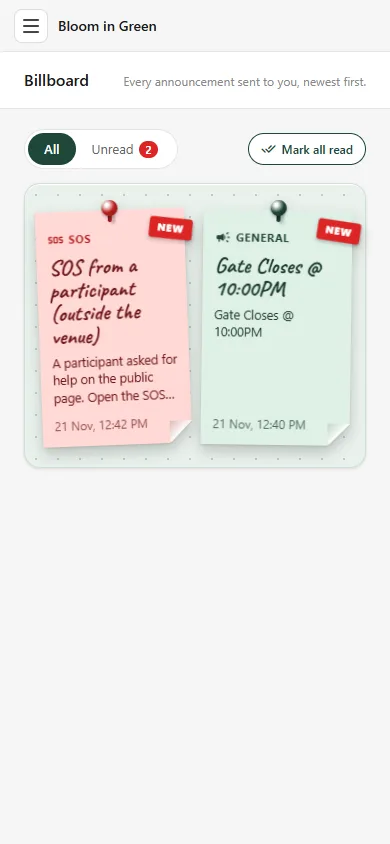 Bloom in Green
Billboard
Every announcement sent to you, newest first.
All
Unread 2
Mark all read
NEW
SOS SOS
SOS from a
participant
(outside the
venue)
A participant asked for
help on the public
page. Open the SOS...
21 Nov, 12:42 PM
NEW
GENERAL
Gate Closes @
10:00PM
Gate Closes @
10:00PM
21 Nov, 12:40 PM